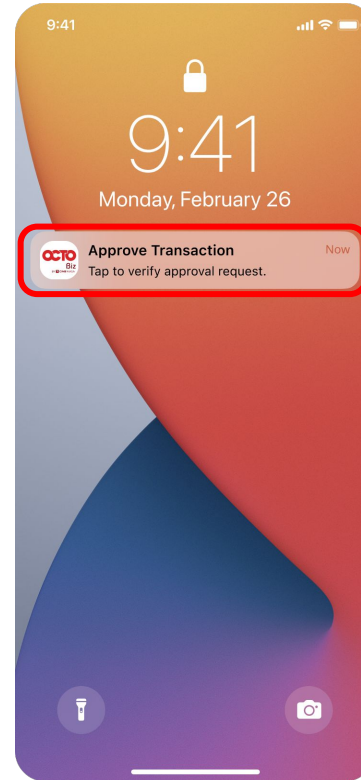 9:41
9:41
Monday, February 26
Approve Transaction
Now
Tap to verify approval request.
OCTO
Biz